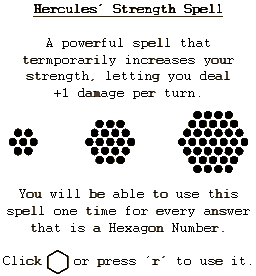 Hercules´ Strength Spell
A powerful spell that
termporarily increases your
strength, letting you deal
+1 damage per turn.
You will be able to use this
spell one time for every answer
that is a Hexagon Number.
Click or press ´r´ to use it.